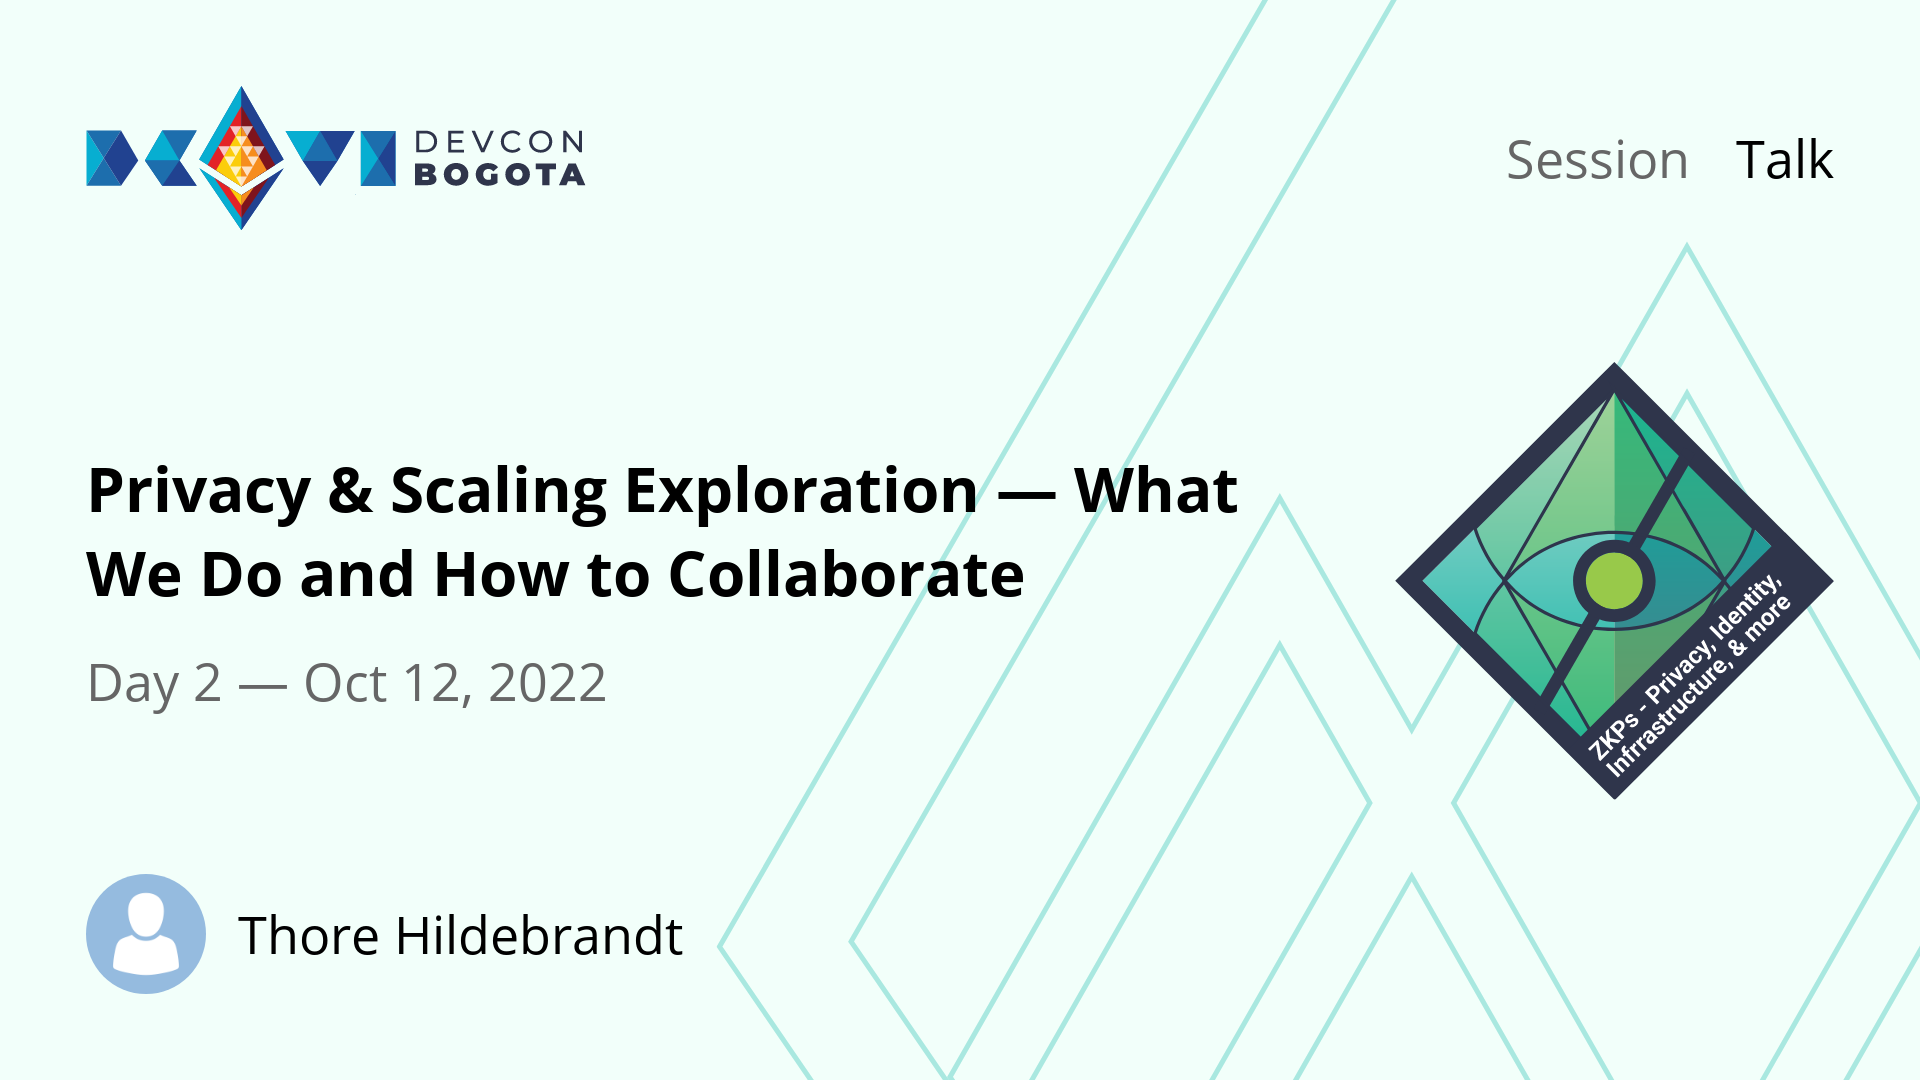 DEVCON
BOGOTA
Session Talk
Privacy & Scaling Exploration — What
We Do and How to Collaborate
Day 2 — Oct 12, 2022
ZKPs - Privacy, Identity,
Infrrastructure, & more
Thore Hildebrandt